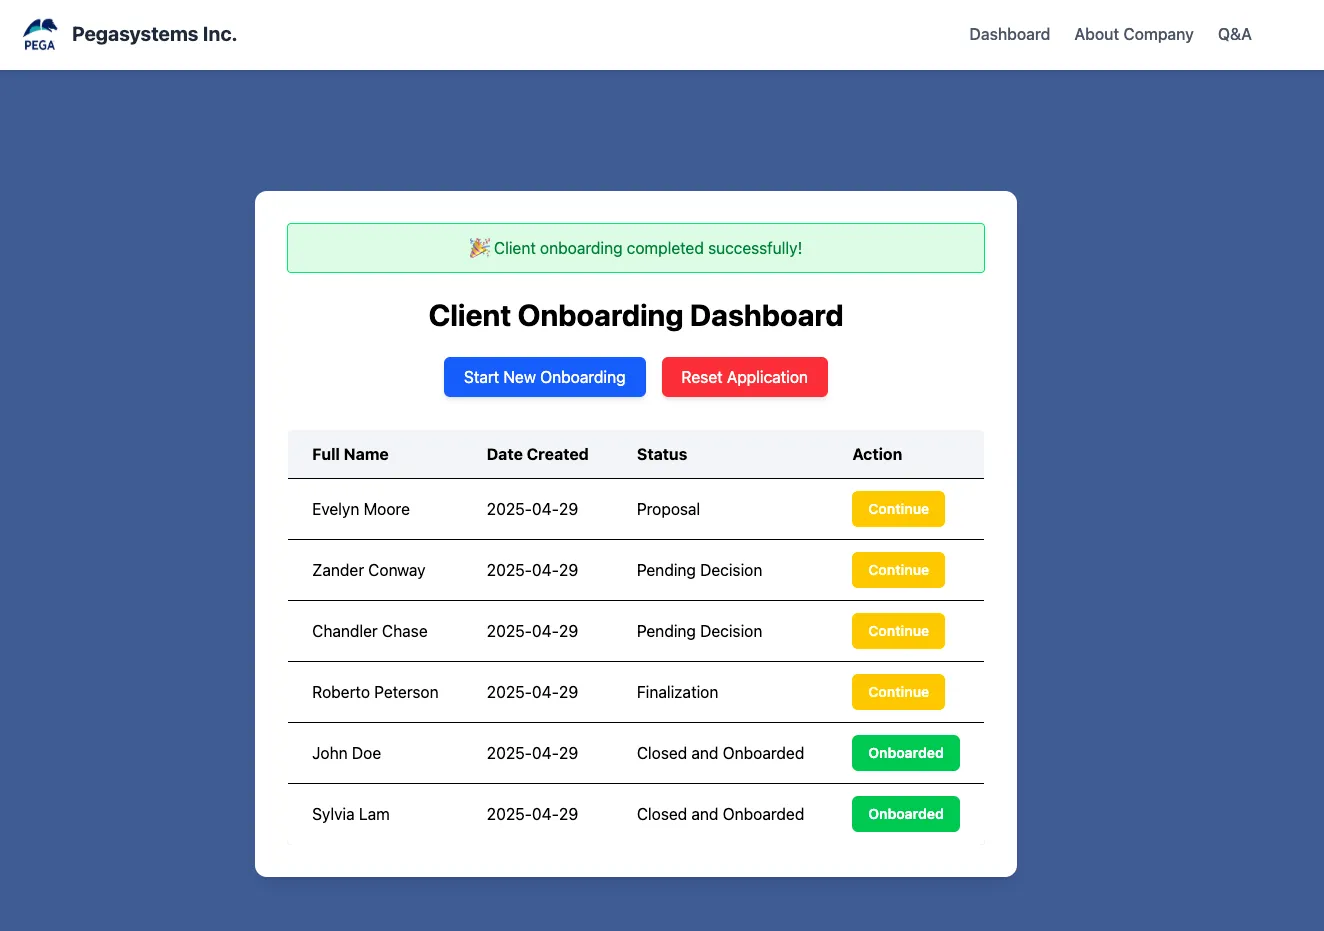 PEGA
Pegasystems Inc.
Dashboard About Company Q&A
🎉 Client onboarding completed successfully!
Client Onboarding Dashboard
Start New Onboarding Reset Application
Full Name Date Created Status Action
Evelyn Moore 2025-04-29 Proposal Continue
Zander Conway 2025-04-29 Pending Decision Continue
Chandler Chase 2025-04-29 Pending Decision Continue
Roberto Peterson 2025-04-29 Finalization Continue
John Doe 2025-04-29 Closed and Onboarded Onboarded
Sylvia Lam 2025-04-29 Closed and Onboarded Onboarded